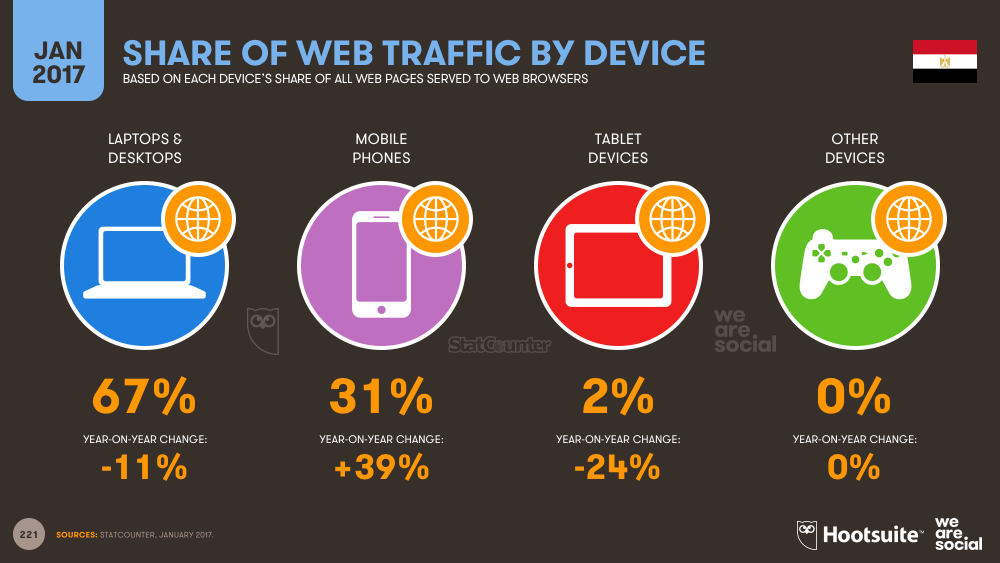 JAN
2017
SHARE OF WEB TRAFFIC BY DEVICE
BASED ON EACH DEVICE'S SHARE OF ALL WEB PAGES SERVED TO WEB BROWSERS
LAPTOPS &
DESKTOPS
MOBILE
PHONES
TABLET
DEVICES
OTHER
DEVICES
StatCounter
we
are
social
67%
31%
2%
0%
YEAR-ON-YEAR CHANGE:
-11%
YEAR-ON-YEAR CHANGE:
+39%
YEAR-ON-YEAR CHANGE:
-24%
YEAR-ON-YEAR CHANGE:
0%
221
SOURCES: STATCOUNTER, JANUARY 2017.
Hootsuite™
we
are
social